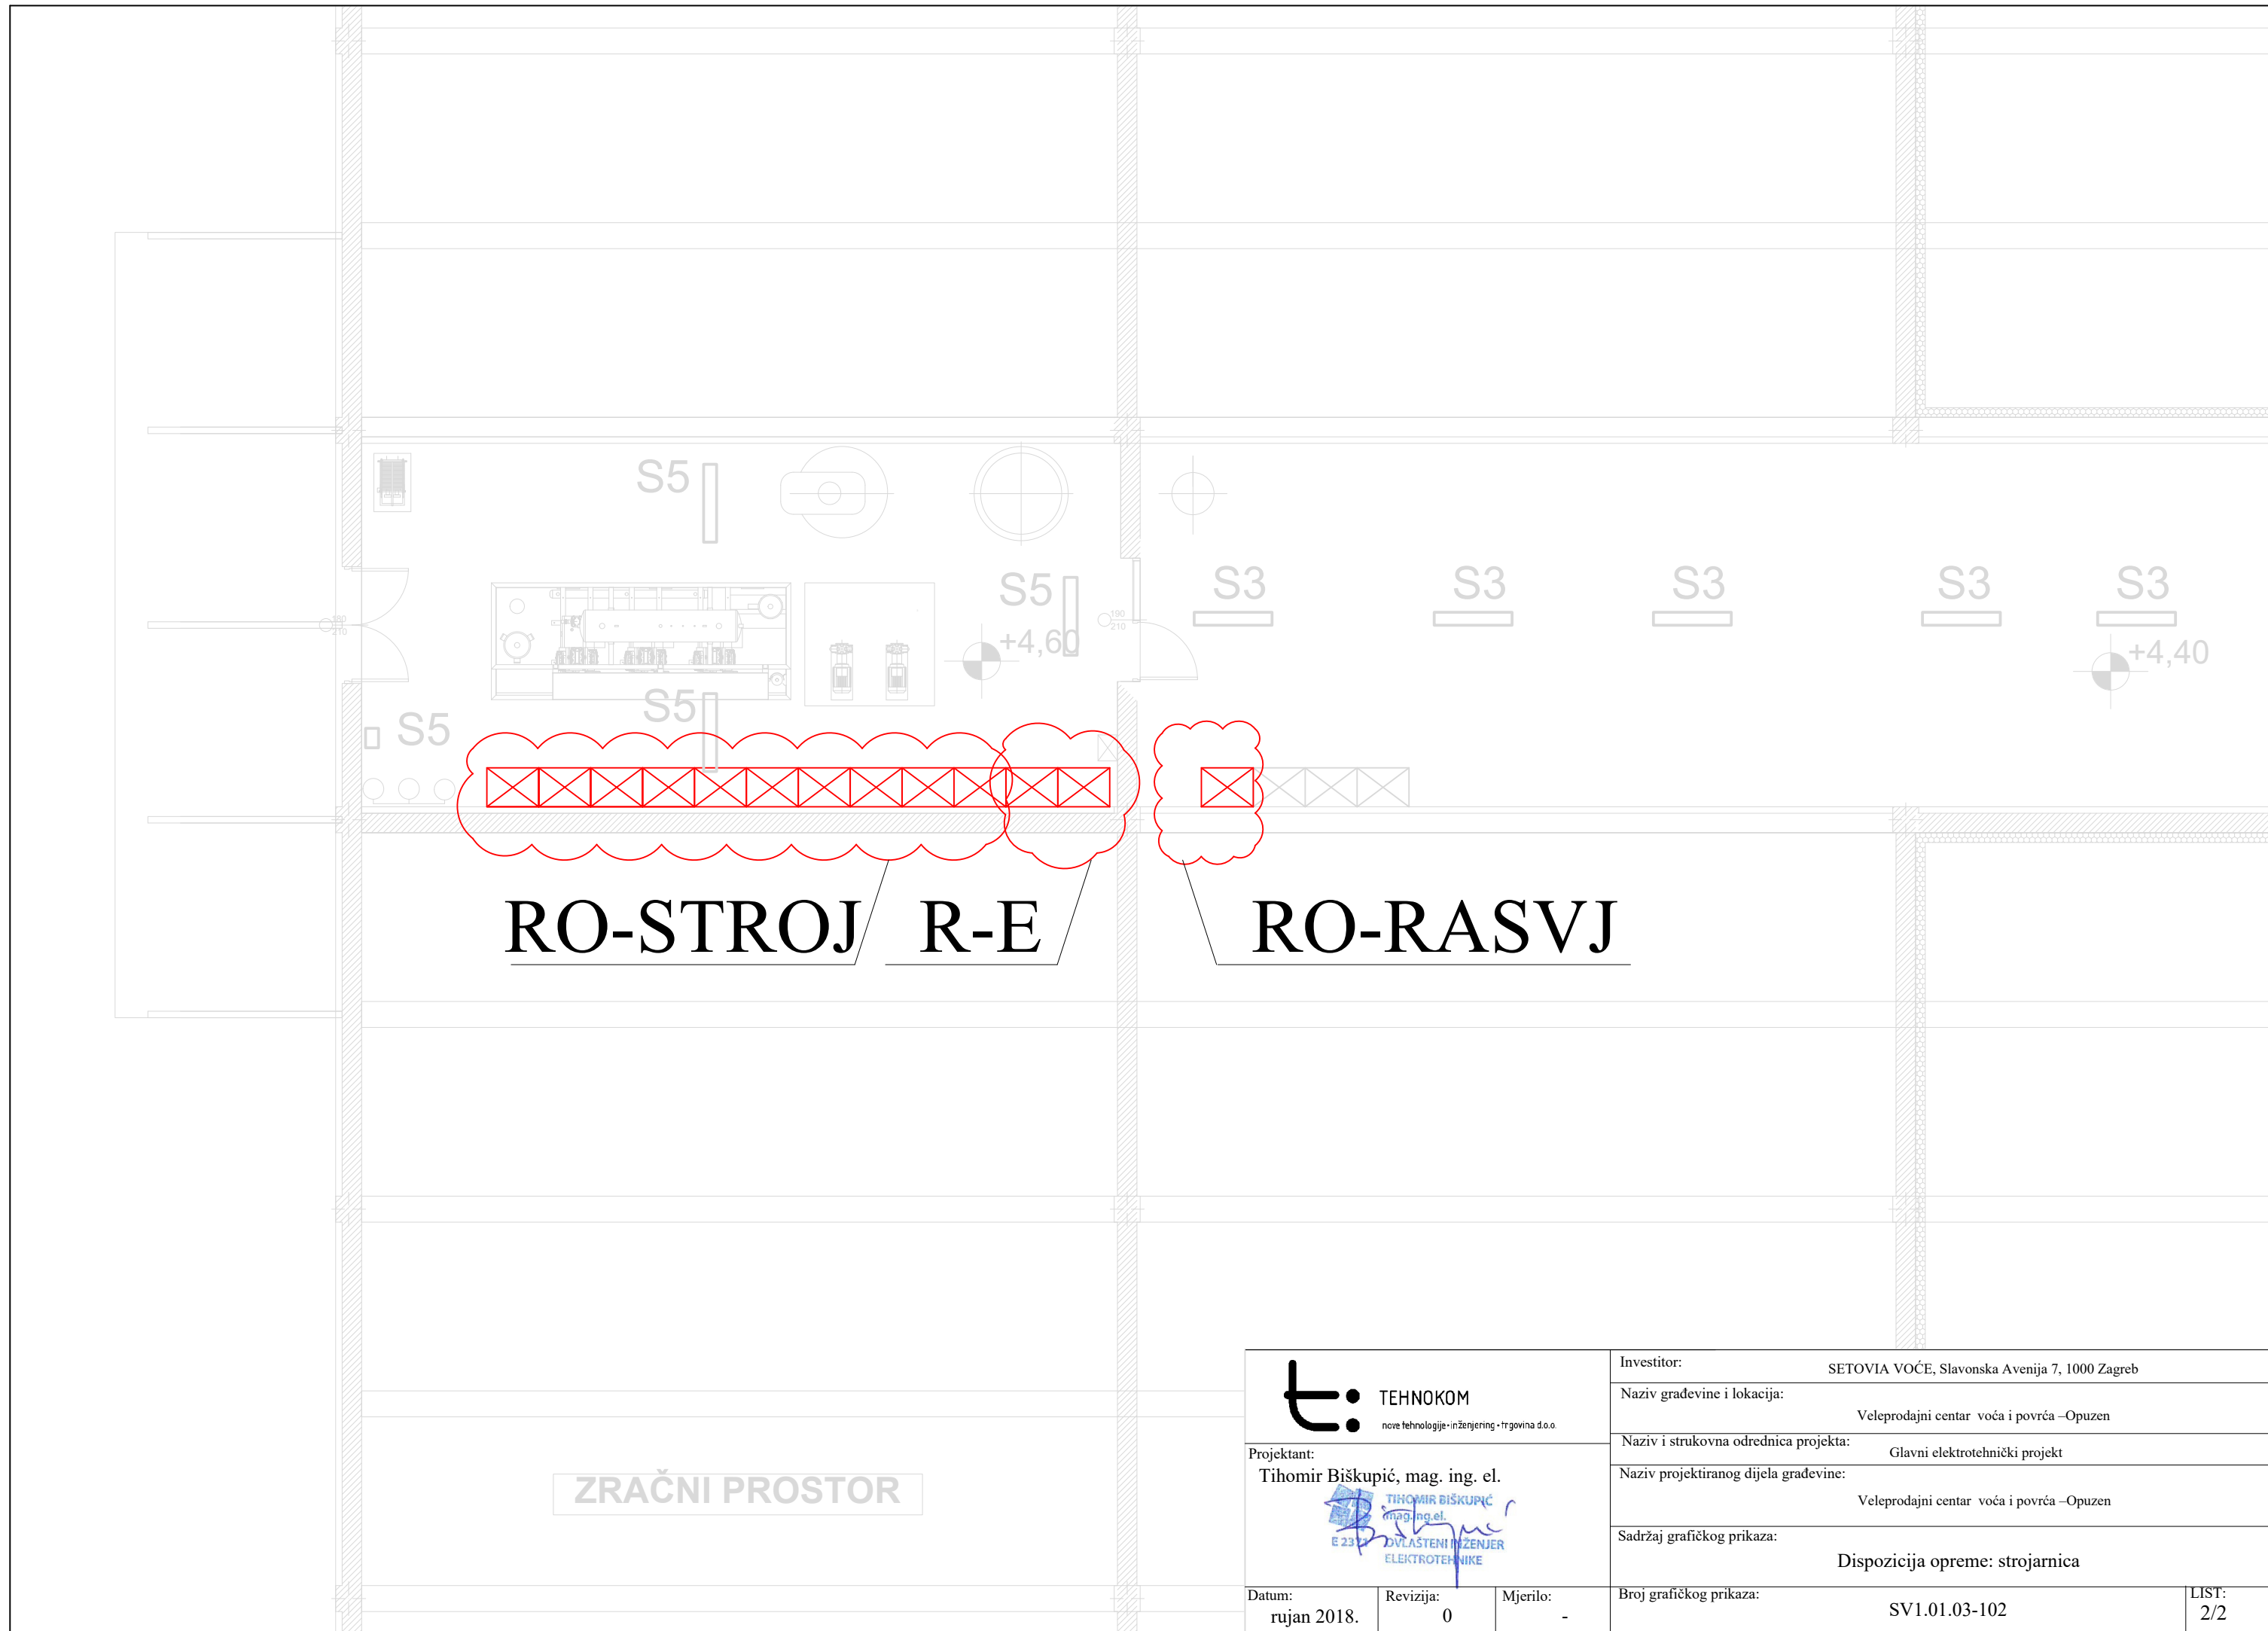 S5
S5
S3
S3
S3
S3
S3
190
210
+4,60
+4,40
S5
S5
RO-STROJ
R-E
RO-RASVJ
ZRAČNI PROSTOR
TEHNOKOM
nove tehnologije-inženjering-trgovina d.o.o.
Investitor:
SETOVIA VOĆE, Slavonska Avenija 7, 1000 Zagreb
Naziv građevine i lokacija:
Veleprodajni centar voća i povrća –Opuzen
Naziv i strukovna odrednica projekta:
Glavni elektrotehnički projekt
Projektant:
Tihomir Biškupić, mag. ing. el.
TIHOMIR BIŠKUPIĆ
mag.ing.el.
E 2371 OVLAŠTENI INŽENJER
ELEKTROTEHNIKE
Naziv projektiranog dijela građevine:
Veleprodajni centar voća i povrća –Opuzen
Sadržaj grafičkog prikaza:
Dispozicija opreme: strojarnica
Datum:
rujan 2018.
Revizija:
0
Mjerilo:
-
Broj grafičkog prikaza:
SV1.01.03-102
LIST:
2/2